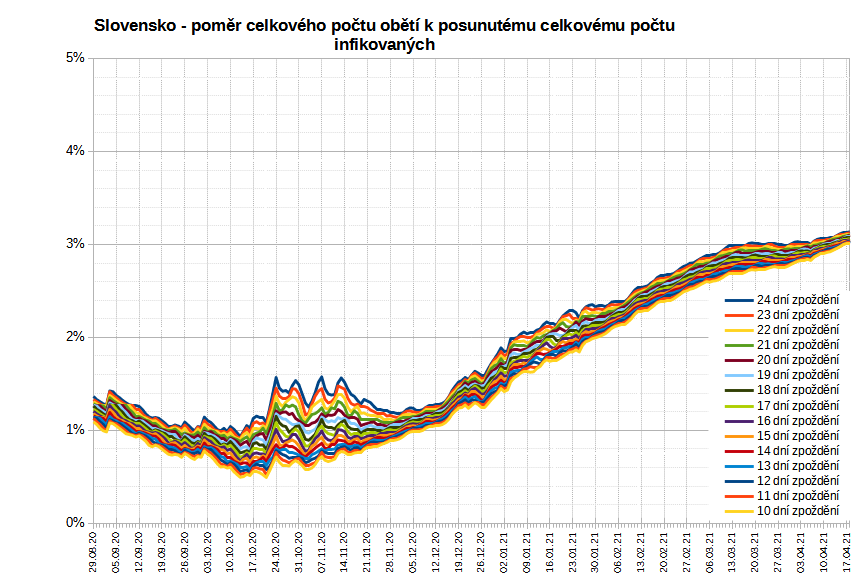 Slovensko - poměr celkového počtu obětí k posunutému celkovému počtu
infikovaných
5%
4%
3%
2%
1%
0%
24 dní zpoždění
23 dní zpoždění
22 dní zpoždění
21 dní zpoždění
20 dní zpoždění
19 dní zpoždění
18 dní zpoždění
17 dní zpoždění
16 dní zpoždění
15 dní zpoždění
14 dní zpoždění
13 dní zpoždění
12 dní zpoždění
11 dní zpoždění
10 dní zpoždění
29.08.20
05.09.20
12.09.20
19.09.20
26.09.20
03.10.20
10.10.20
17.10.20
24.10.20
31.10.20
07.11.20
14.11.20
21.11.20
28.11.20
05.12.20
12.12.20
19.12.20
26.12.20
02.01.21
09.01.21
16.01.21
23.01.21
30.01.21
06.02.21
13.02.21
20.02.21
27.02.21
06.03.21
13.03.21
20.03.21
27.03.21
03.04.21
10.04.21
17.04.21